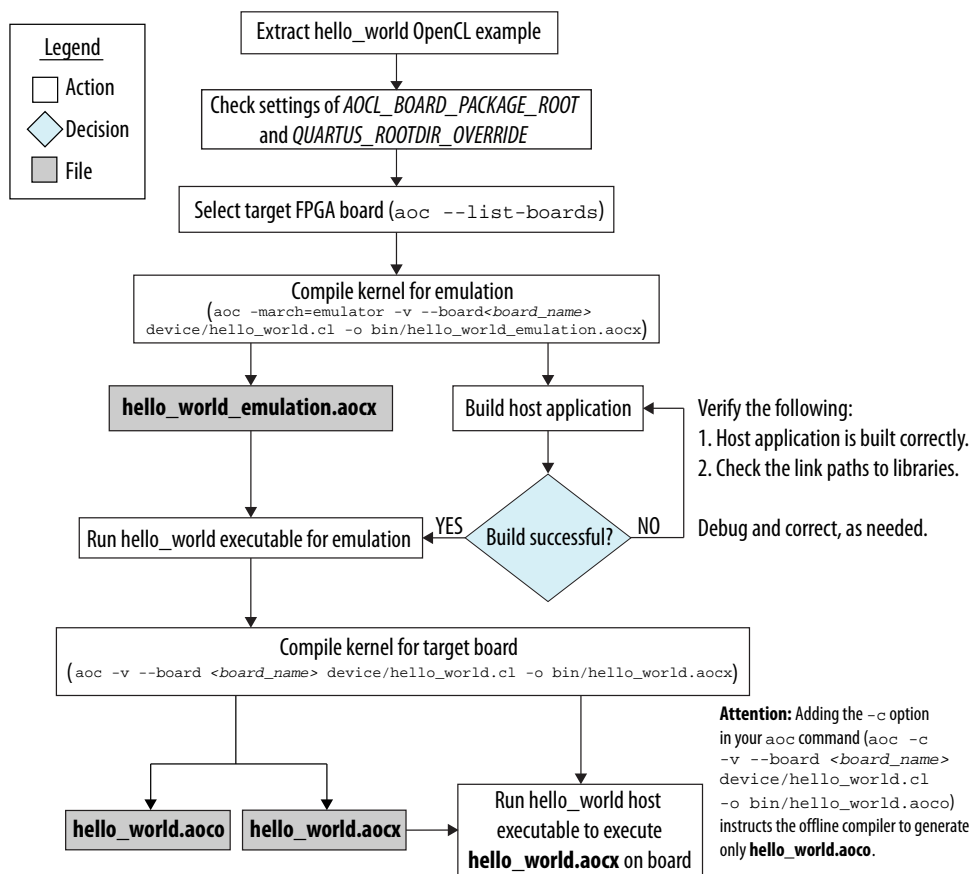 Legend
Action
Decision
File
Extract hello_world OpenCL example
Check settings of AOCL_BOARD_PACKAGE_ROOT
and QUARTUS_ROOTDIR_OVERRIDE
Select target FPGA board (aoc --list-boards)
Compile kernel for emulation
(aoc -march=emulator -v --board<board_name>
device/hello_world.cl -o bin/hello_world_emulation.aocx)
hello_world_emulation.aocx
Build host application
Verify the following:
1. Host application is built correctly.
2. Check the link paths to libraries.
Debug and correct, as needed.
Run hello_world executable for emulation
YES
Build successful?
NO
Compile kernel for target board
(aoc -v --board <board_name> device/hello_world.cl -o bin/hello_world.aocx)
hello_world.aoco
hello_world.aocx
Run hello_world host
executable to execute
hello_world.aocx on board
Attention: Adding the -c option
in your aoc command (aoc -c
-v --board <board_name>
device/hello_world.cl
-o bin/hello_world.aoco)
instructs the offline compiler to generate
only hello_world.aoco.